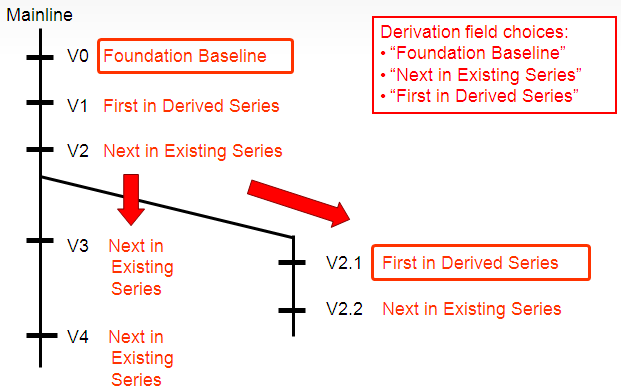 Mainline
Derivation field choices:
• “Foundation Baseline”
• “Next in Existing Series”
• “First in Derived Series”
V0 Foundation Baseline
V1 First in Derived Series
V2 Next in Existing Series
V3 Next in
Existing
Series
V2.1 First in Derived Series
V2.2 Next in Existing Series
V4 Next in
Existing
Series